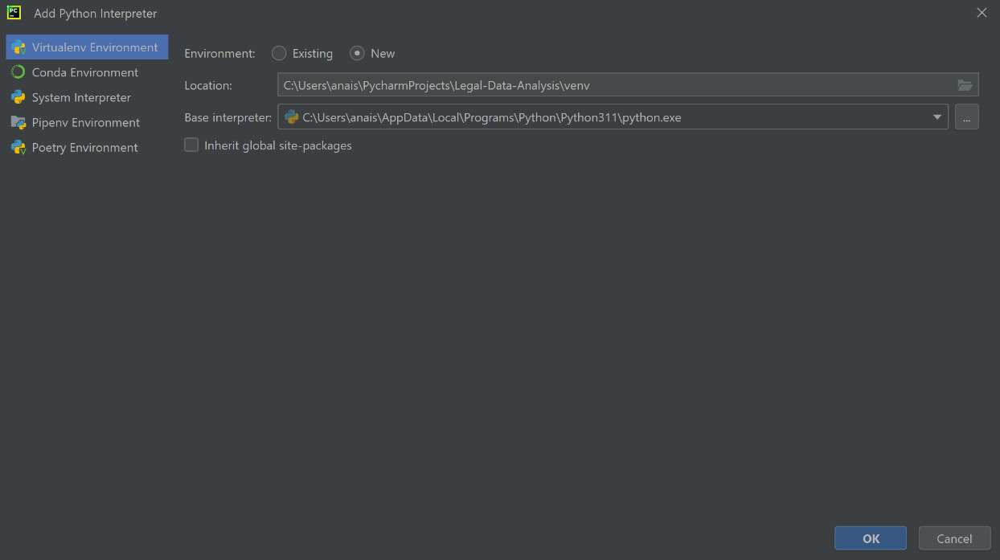 PC Add Python Interpreter
Virtualenv Environment
Conda Environment
System Interpreter
Pipenv Environment
Poetry Environment
Environment: Existing New
Location: C:\Users\anais\PycharmProjects\Legal-Data-Analysis\venv
Base interpreter: C:\Users\anais\AppData\Local\Programs\Python\Python311\python.exe ...
Inherit global site-packages
OK Cancel